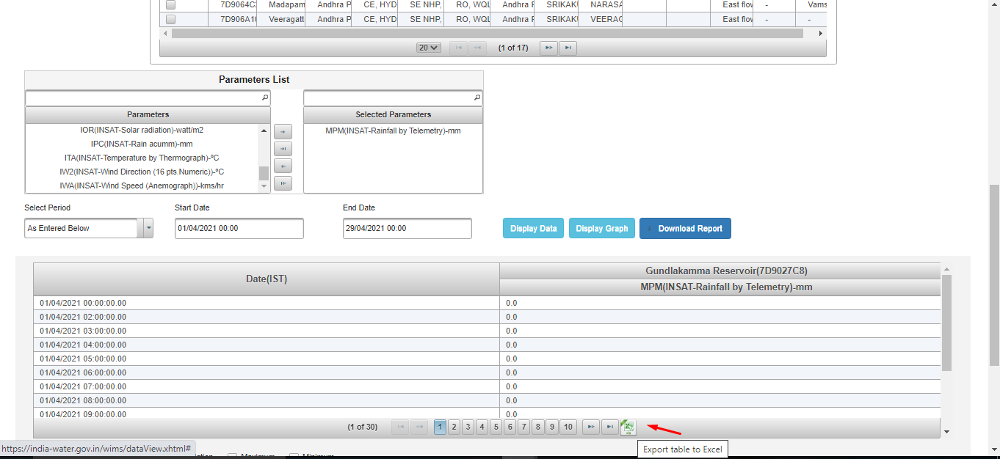 7D9064C Madapam Andhra P CE, HYD SE NHP, RO, WQL Andhra SRIKAK NARASA East flow - Vams
7D906A10 Veeragatt Andhra P CE, HYD SE NHP, RO, WQL Andhra SRIKAK VEERAG East flow - -
20 (1 of 17)
Parameters List
Parameters Selected Parameters
IOR(INSAT-Solar radiation)-watt/m2 MPM(INSAT-Rainfall by Telemetry)-mm
IPC(INSAT-Rain acumm)-mm
ITA(INSAT-Temperature by Thermograph)-ºC
IW2(INSAT-Wind Direction (16 pts.Numeric))-ºC
IWA(INSAT-Wind Speed (Anemograph))-kms/hr
Select Period Start Date End Date
As Entered Below 01/04/2021 00:00 29/04/2021 00:00 Display Data Display Graph Download Report
Gundlakamma Reservoir(7D9027C8)
Date(IST)
MPM(INSAT-Rainfall by Telemetry)-mm
01/04/2021 00:00:00.00 0.0
01/04/2021 02:00:00.00 0.0
01/04/2021 03:00:00.00 0.0
01/04/2021 04:00:00.00 0.0
01/04/2021 05:00:00.00 0.0
01/04/2021 06:00:00.00 0.0
01/04/2021 07:00:00.00 0.0
01/04/2021 08:00:00.00 0.0
01/04/2021 09:00:00.00 0.0
(1 of 30) 1 2 3 4 5 6 7 8 9 10
https://india-water.gov.in/wims/dataView.xhtml# Export table to Excel
Maximum Minimum